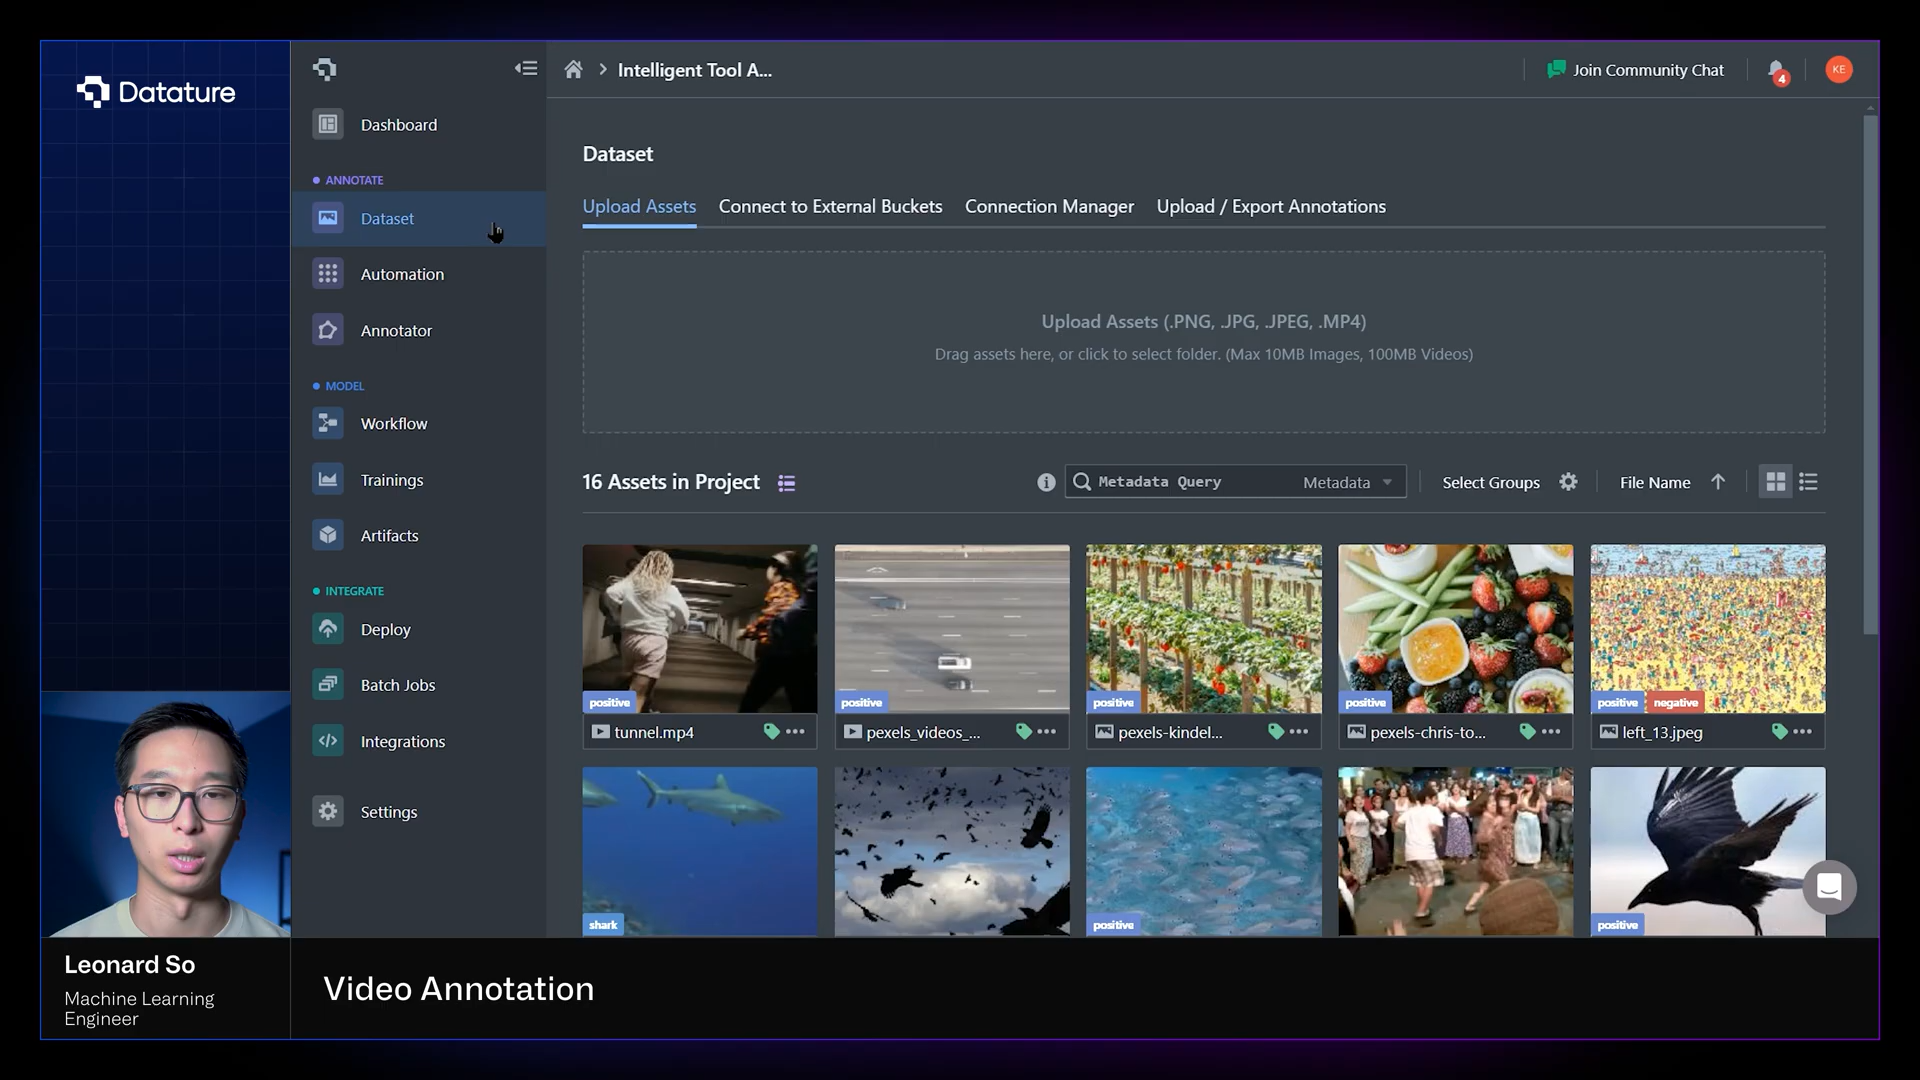 Datature
Intelligent Tool A...
Join Community Chat
4
KE
Dashboard
ANNOTATE
Dataset
Automation
Annotator
MODEL
Workflow
Trainings
Artifacts
INTEGRATE
Deploy
Batch Jobs
Integrations
Settings
Dataset
Upload Assets Connect to External Buckets Connection Manager Upload / Export Annotations
Upload Assets (.PNG, .JPG, .JPEG, .MP4)
Drag assets here, or click to select folder. (Max 10MB Images, 100MB Videos)
16 Assets in Project
Metadata Query Metadata
Select Groups
File Name
positive
positive
positive
positive
positive negative
tunnel.mp4
pexels_videos_...
pexels-kindel...
pexels-chris-to...
left_13.jpeg
shark
positive
positive
Leonard So
Machine Learning
Engineer
Video Annotation